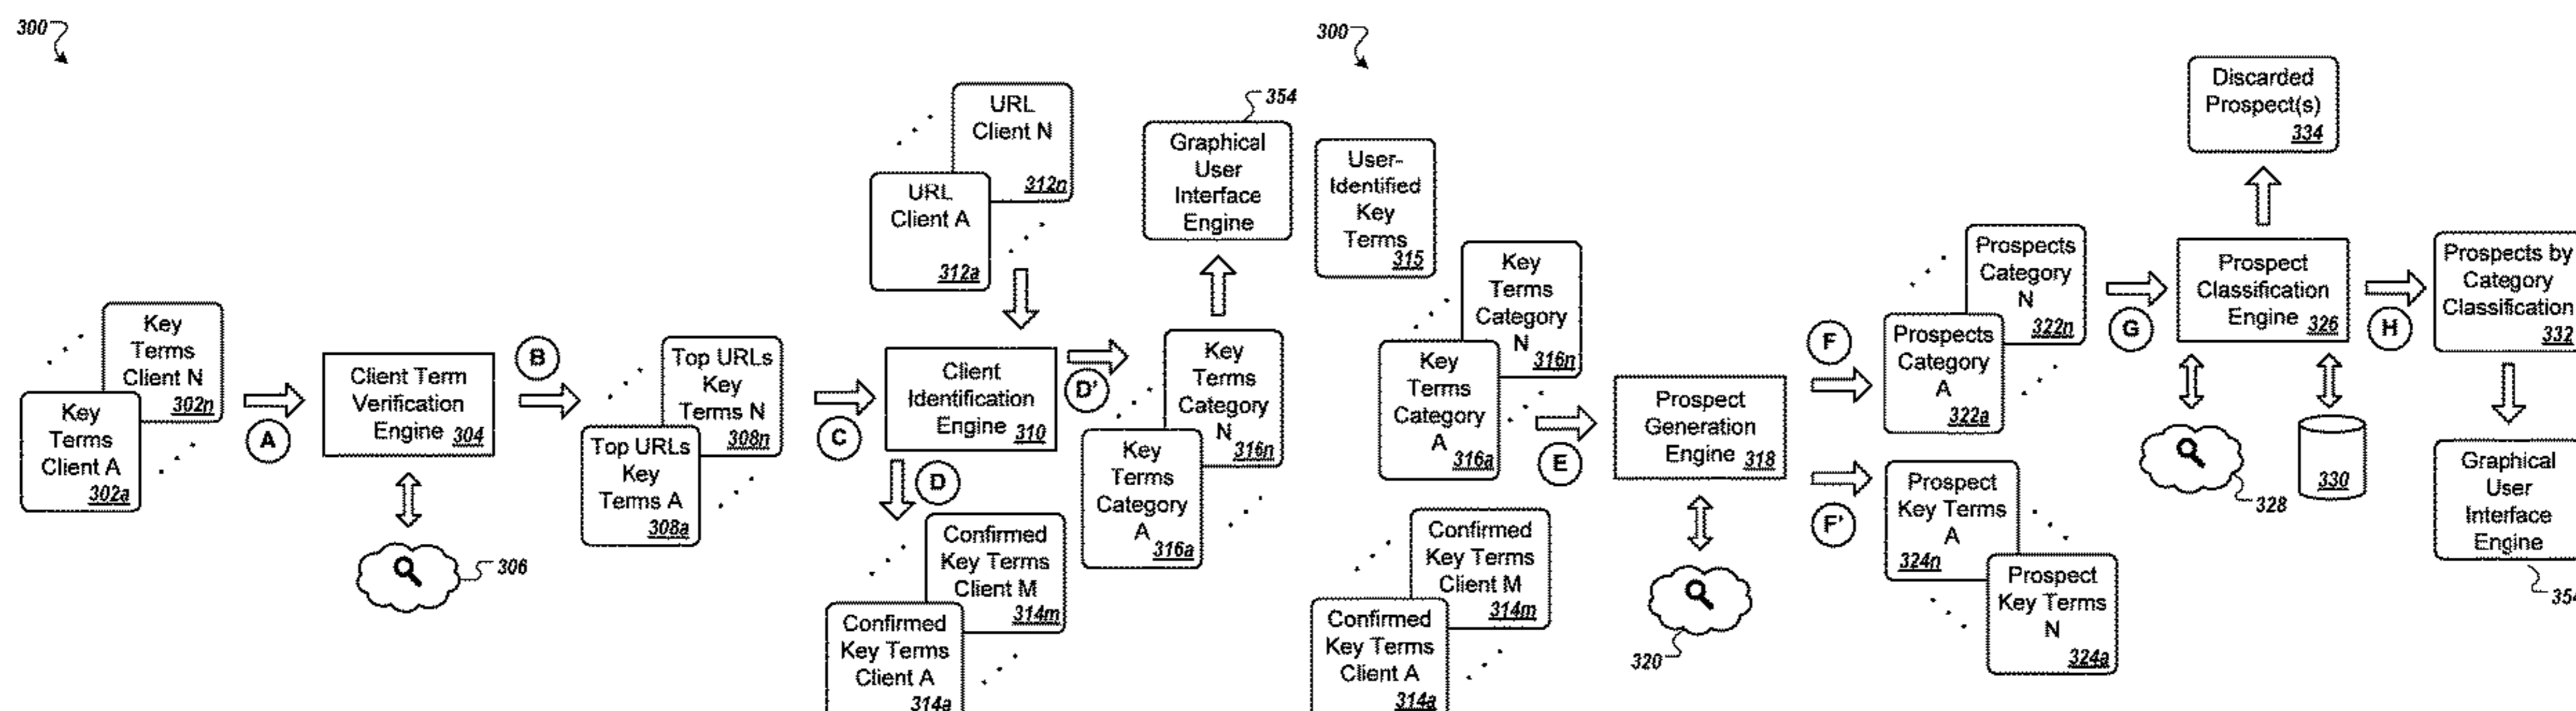 300
URL
Client N
312n
URL
Client A
312a
354
Graphical
User
Interface
Engine
Key
Terms
Client N
302n
Key
Terms
Client A
302a
A
Client Term
Verification
Engine 304
306
B
Top URLs
Key
Terms N
308n
Top URLs
Key
Terms A
308a
C
Client
Identification
Engine 310
D'
D
Key
Terms
Category
N
316n
Key
Terms
Category
A
316a
Confirmed
Key Terms
Client M
314m
Confirmed
Key Terms
Client A
314a
300
User-
Identified
Key
Terms
315
Key
Terms
Category
N
316n
Key
Terms
Category
A
316a
Confirmed
Key Terms
Client M
314m
Confirmed
Key Terms
Client A
314a
E
Prospect
Generation
Engine 318
320
F
F'
Prospects
Category
N
322n
Prospects
Category
A
322a
Prospect
Key Terms
A
324n
Prospect
Key Terms
N
324a
G
Discarded
Prospect(s)
334
Prospect
Classification
Engine 326
328
330
H
Prospects by
Category
Classification
332
Graphical
User
Interface
Engine
354